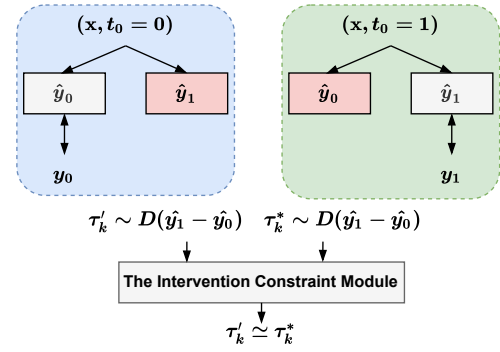 (x, t₀ = 0) (x, t₀ = 1)
ŷ₀ ŷ₁ ŷ₀ ŷ₁
y₀ y₁
τ′ₖ ∼ D(ŷ₁ − ŷ₀) τ*ₖ ∼ D(ŷ₁ − ŷ₀)
The Intervention Constraint Module
τ′ₖ ≃ τ*ₖ